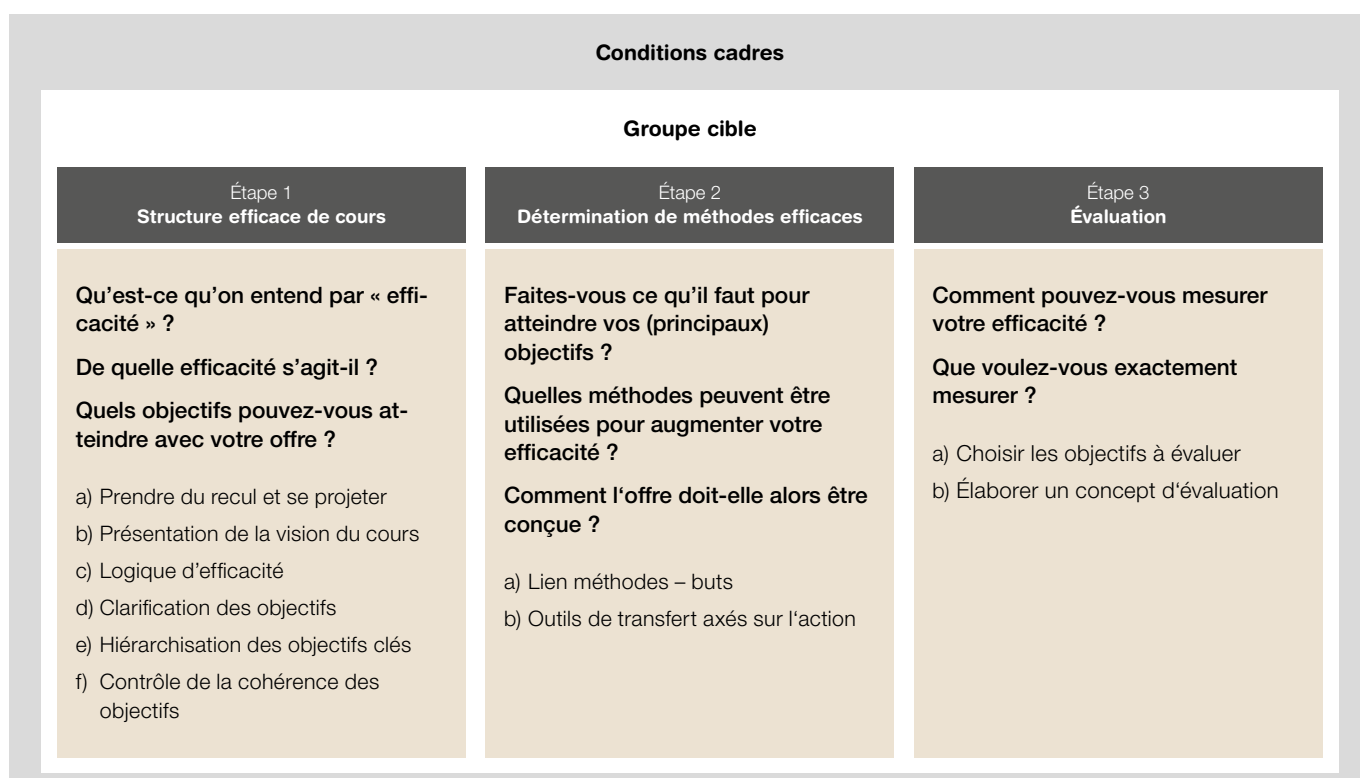 Conditions cadres
Groupe cible
Étape 1
Structure efficace de cours
Qu’est-ce qu’on entend par « effi-
cacité » ?
De quelle efficacité s’agit-il ?
Quels objectifs pouvez-vous at-
teindre avec votre offre ?
a) Prendre du recul et se projeter
b) Présentation de la vision du cours
c) Logique d’efficacité
d) Clarification des objectifs
e) Hiérarchisation des objectifs clés
f) Contrôle de la cohérence des
objectifs
Étape 2
Détermination de méthodes efficaces
Faites-vous ce qu’il faut pour
atteindre vos (principaux)
objectifs ?
Quelles méthodes peuvent être
utilisées pour augmenter votre
efficacité ?
Comment l‘offre doit-elle alors être
conçue ?
a) Lien méthodes – buts
b) Outils de transfert axés sur l‘action
Étape 3
Évaluation
Comment pouvez-vous mesurer
votre efficacité ?
Que voulez-vous exactement
mesurer ?
a) Choisir les objectifs à évaluer
b) Élaborer un concept d‘évaluation